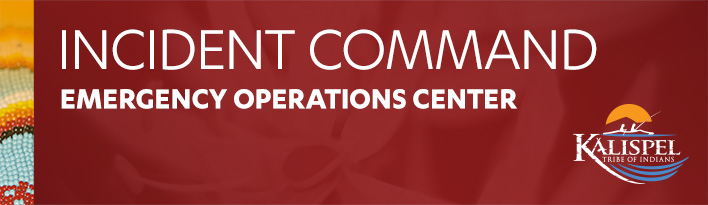 INCIDENT COMMAND
EMERGENCY OPERATIONS CENTER
KALISPEL
TRIBE OF INDIANS